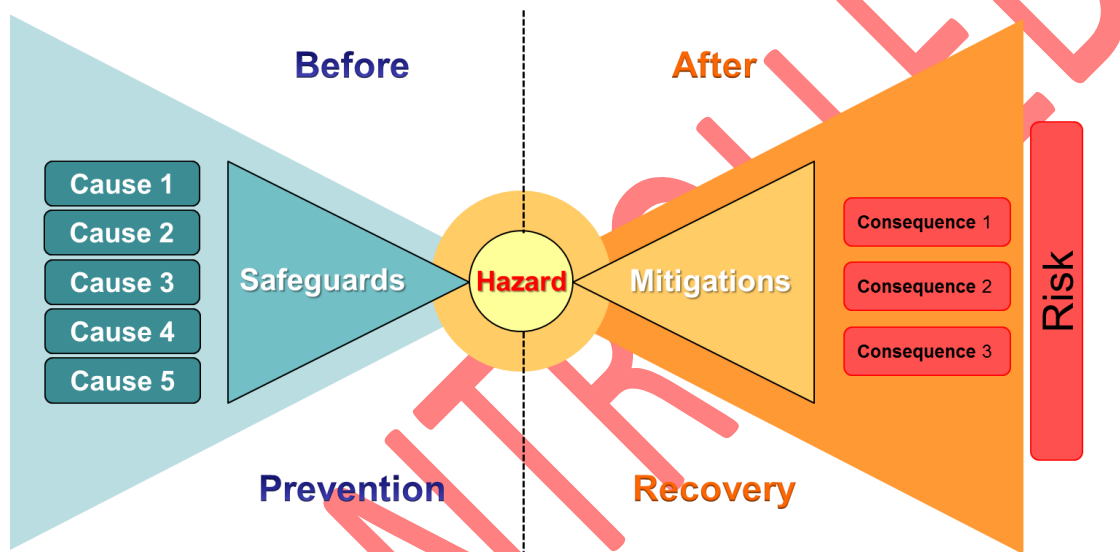 Before
After
Cause 1
Cause 2
Cause 3
Cause 4
Cause 5
Safeguards
Hazard
Mitigations
Consequence 1
Consequence 2
Consequence 3
Risk
Prevention
Recovery